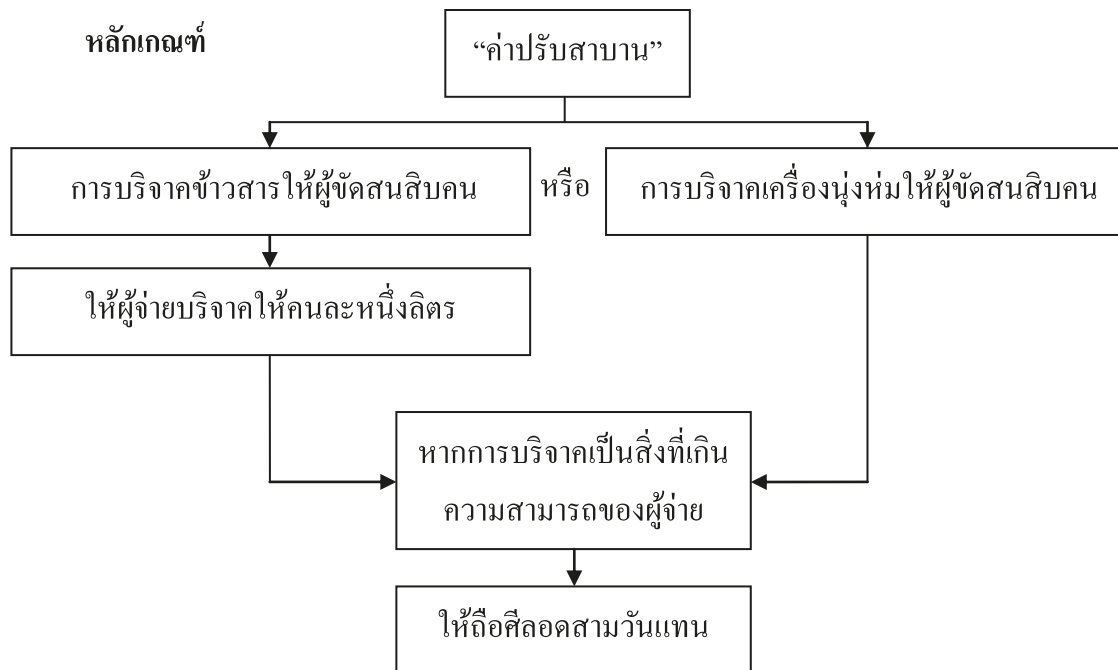 หลักเกณฑ์
“ค่าปรับสาบาน”
การบริจาคข้าวสารให้ผู้ขัดสนสิบคน
หรือ
การบริจาคเครื่องนุ่งห่มให้ผู้ขัดสนสิบคน
ให้ผู้จ่ายบริจาคให้คนละหนึ่งลิตร
หากการบริจาคเป็นสิ่งที่เกิน
ความสามารถของผู้จ่าย
ให้ถือศีลอดสามวันแทน